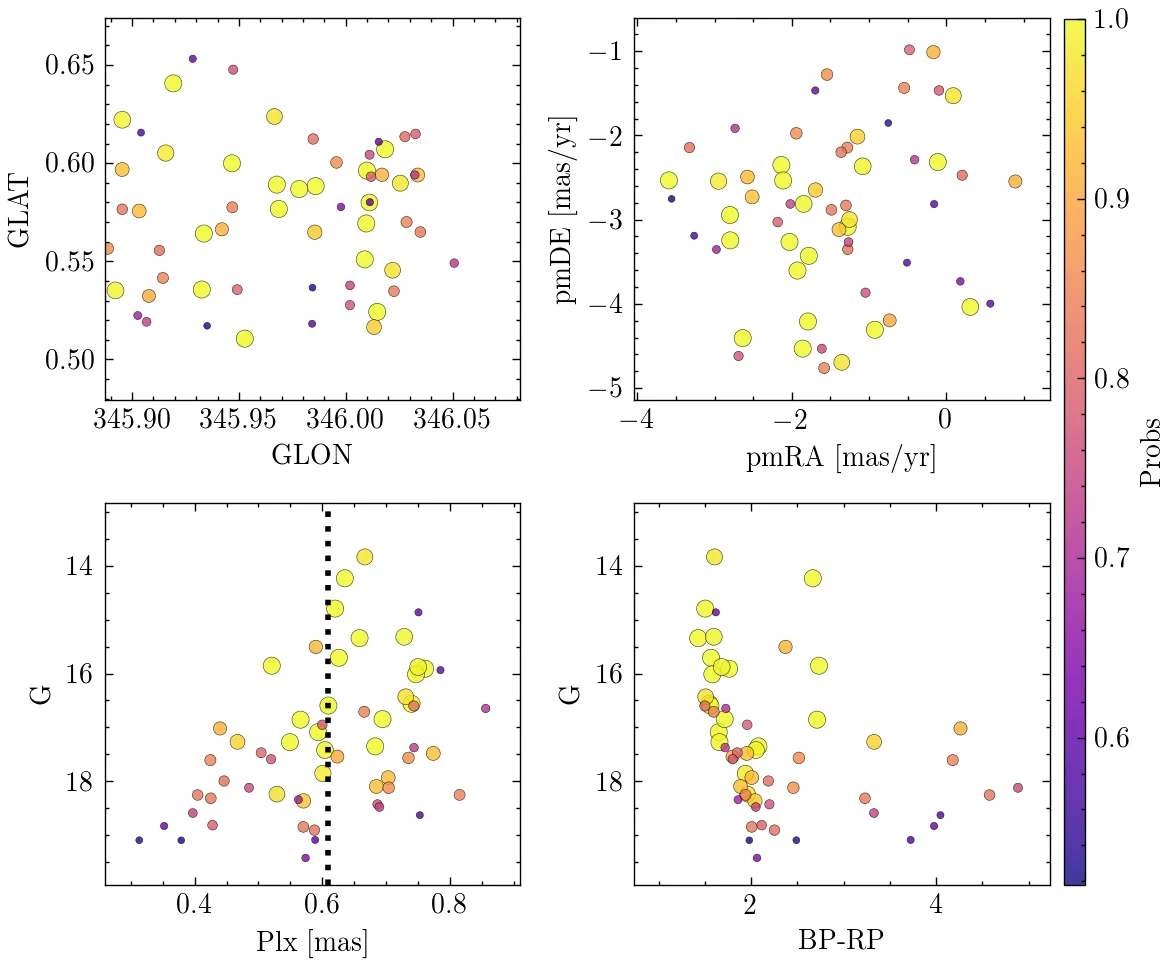 0.65
0.60
0.55
0.50
GLAT
345.90 345.95 346.00 346.05
GLON
−1
−2
−3
−4
−5
pmDE [mas/yr]
−4 −2 0
pmRA [mas/yr]
14
16
18
G
0.4 0.6 0.8
Plx [mas]
14
16
18
G
2 4
BP-RP
1.0
0.9
0.8
0.7
0.6
Probs